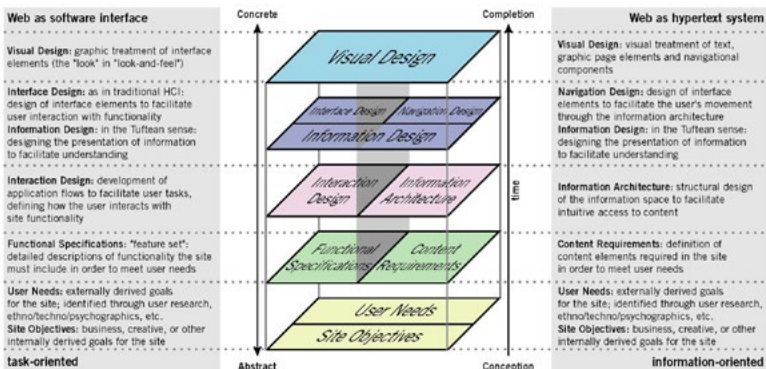 Web as software interface
Visual Design: graphic treatment of interface
elements (the "look" in "look-and-feel")
Interface Design: as in traditional HCI:
design of interface elements to facilitate
user interaction with functionality
Information Design: in the Tuftean sense:
designing the presentation of information
to facilitate understanding
Interaction Design: development of
application flows to facilitate user tasks,
defining how the user interacts with
site functionality
Functional Specifications: "feature set":
detailed descriptions of functionality the site
must include in order to meet user needs
User Needs: externally derived goals
for the site; identified through user research,
ethno/techno/psychographics, etc.
Site Objectives: business, creative, or other
internally derived goals for the site
task-oriented
Concrete
Completion
Visual Design
Interface Design
Navigation Design
Information Design
Interaction
Design
Information
Architecture
Functional
Specifications
Content
Requirements
User Needs
Site Objectives
time
Abstract
Conception
Web as hypertext system
Visual Design: visual treatment of text,
graphic page elements and navigational
components
Navigation Design: design of interface
elements to facilitate the user's movement
through the information architecture
Information Design: in the Tuftean sense:
designing the presentation of information
to facilitate understanding
Information Architecture: structural design
of the information space to facilitate
intuitive access to content
Content Requirements: definition of
content elements required in the site
in order to meet user needs
User Needs: externally derived goals
for the site; identified through user research,
ethno/techno/psychographics, etc.
Site Objectives: business, creative, or other
internally derived goals for the site
information-oriented